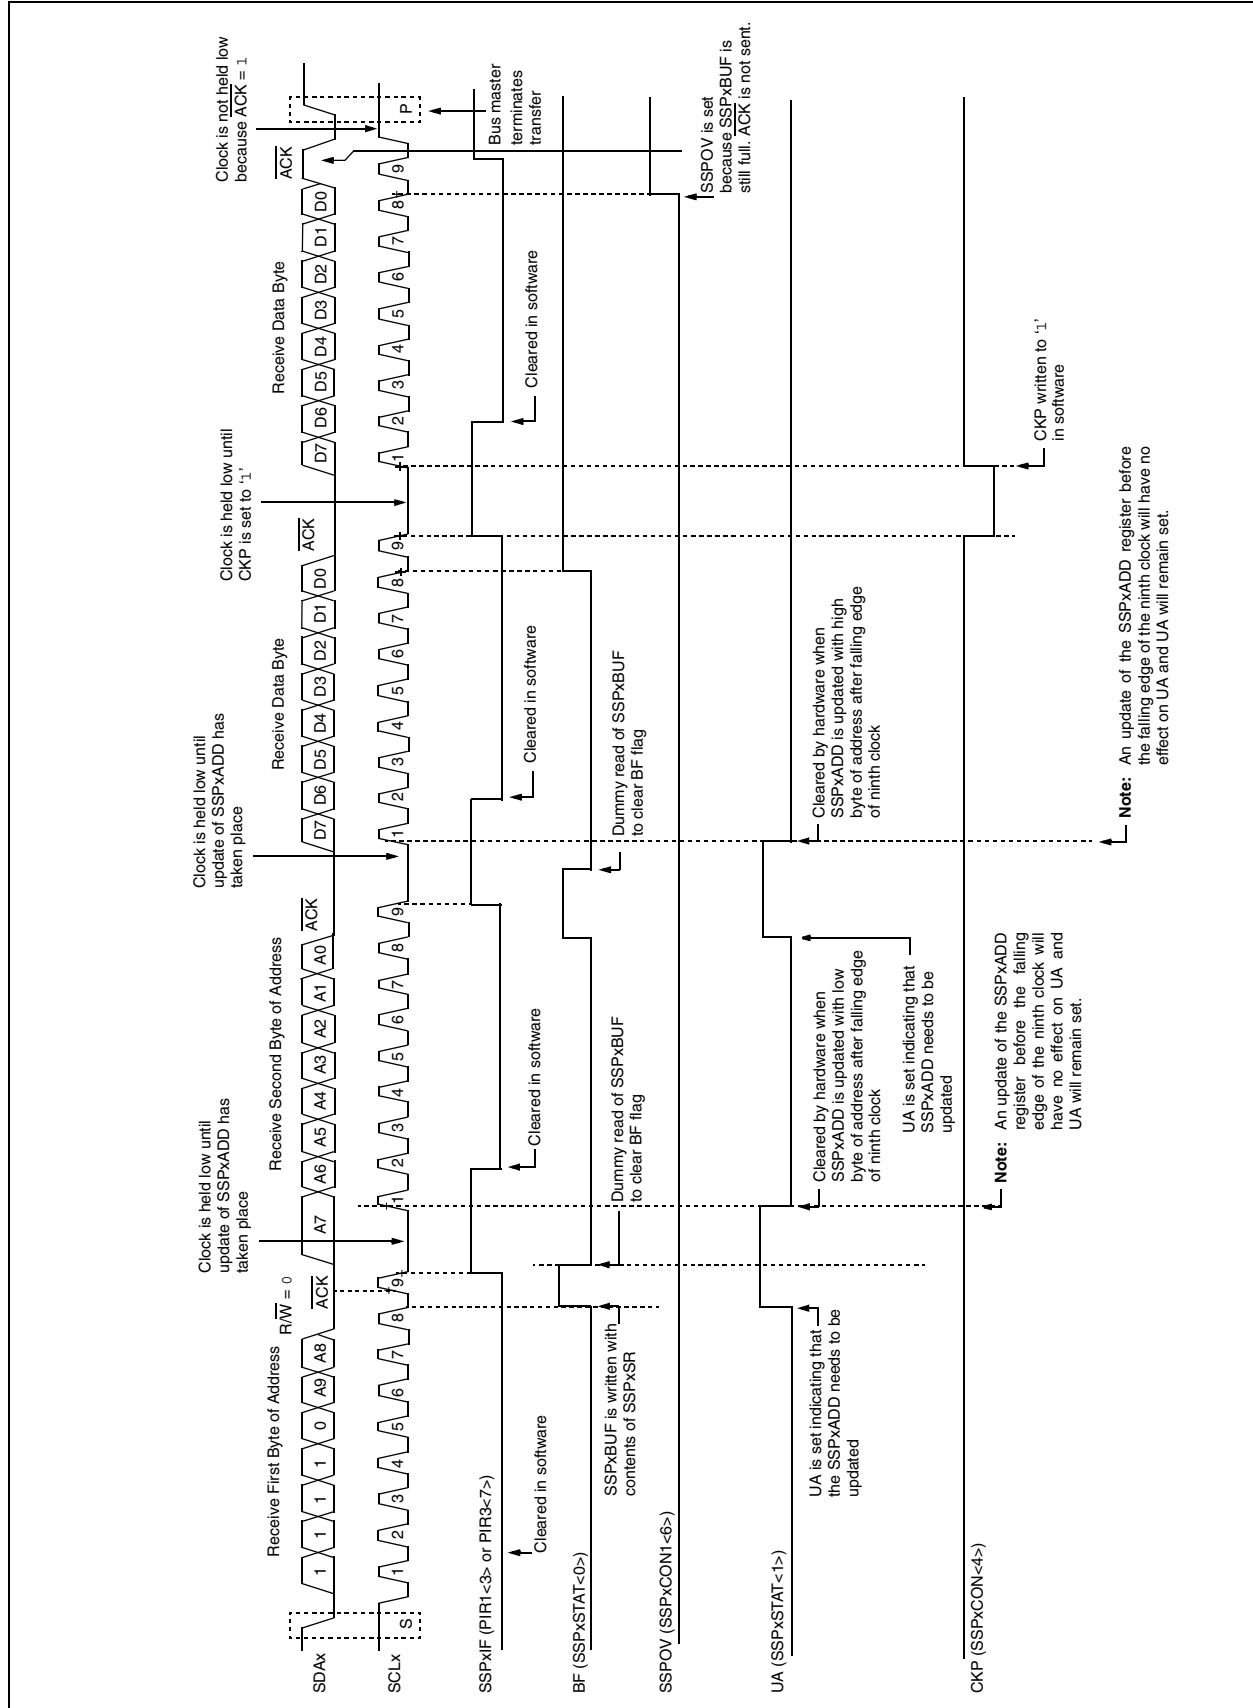 Clock is not held low
because ACK = 1
ACK
P
Bus master
terminates
transfer
SSPOV is set
because SSPxBUF is
still full. ACK is not sent.
Receive Data Byte
D7 D6 D5 D4 D3 D2 D1 D0
1 2 3 4 5 6 7 8 9
Cleared in software
CKP written to ‘1’
in software
Clock is held low until
CKP is set to ‘1’
ACK
Receive Data Byte
D7 D6 D5 D4 D3 D2 D1 D0
1 2 3 4 5 6 7 8 9
Cleared in software
Dummy read of SSPxBUF
to clear BF flag
Cleared by hardware when
SSPxADD is updated with high
byte of address after falling edge
of ninth clock
Note: An update of the SSPxADD register before
the falling edge of the ninth clock will have no
effect on UA and UA will remain set.
Clock is held low until
update of SSPxADD has
taken place
ACK
Receive Second Byte of Address
A7 A6 A5 A4 A3 A2 A1 A0
1 2 3 4 5 6 7 8 9
Cleared in software
Dummy read of SSPxBUF
to clear BF flag
Cleared by hardware when
SSPxADD is updated with low
byte of address after falling edge
of ninth clock
UA is set indicating that
SSPxADD needs to be
updated
Note: An update of the SSPxADD
register before the falling
edge of the ninth clock will
have no effect on UA and
UA will remain set.
Clock is held low until
update of SSPxADD has
taken place
R/W = 0
ACK
Receive First Byte of Address
1 1 1 1 0 A9 A8
1 2 3 4 5 6 7 8 9
Cleared in software
SSPxBUF is written with
contents of SSPxSR
UA is set indicating that
the SSPxADD needs to be
updated
S
SDAx
SCLx
SSPxIF (PIR1<3> or PIR3<7>)
BF (SSPxSTAT<0>)
SSPOV (SSPxCON1<6>)
UA (SSPxSTAT<1>)
CKP (SSPxCON<4>)